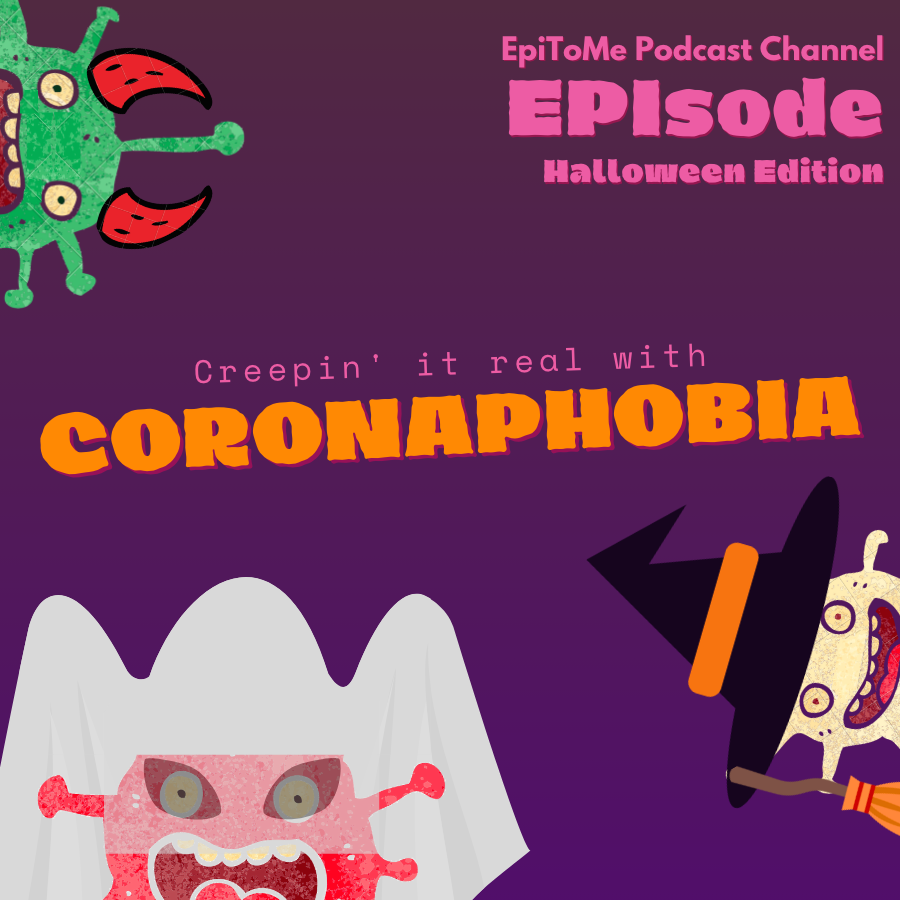 EpiToMe Podcast Channel
EPIsode
Halloween Edition
Creepin' it real with
CORONAPHOBIA